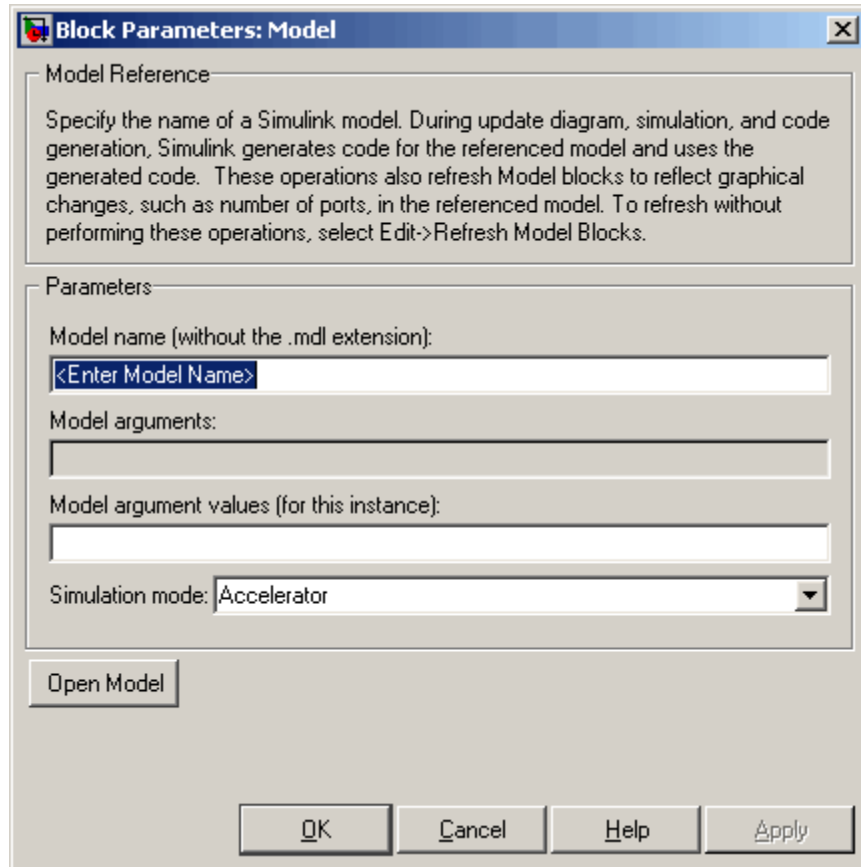 Block Parameters: Model
Model Reference
Specify the name of a Simulink model. During update diagram, simulation, and code
generation, Simulink generates code for the referenced model and uses the
generated code.  These operations also refresh Model blocks to reflect graphical
changes, such as number of ports, in the referenced model. To refresh without
performing these operations, select Edit->Refresh Model Blocks.
Parameters
Model name (without the .mdl extension):
<Enter Model Name>
Model arguments:
Model argument values (for this instance):
Simulation mode: Accelerator
Open Model
OK Cancel Help Apply